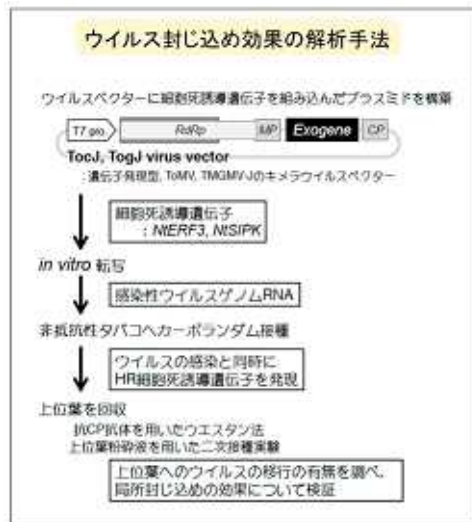 ウイルス封じ込め効果の解析手法
ウイルスベクターに細胞死誘導遺伝子を組み込んだプラスミドを構築
T7 pro RdRp MP Exogene CP
TocJ, TogJ virus vector
:遺伝子発現型, ToMV, TMGMV-Jのキメラウイルスベクター
細胞死誘導遺伝子
:NtERF3, NtSIPK
in vitro 転写
感染性ウイルスゲノムRNA
非抵抗性タバコへカーボランダム接種
ウイルスの感染と同時に
HR細胞死誘導遺伝子を発現
上位葉を回収
抗CP抗体を用いたウエスタン法
上位葉粉砕液を用いた二次接種実験
上位葉へのウイルスの移行の有無を調べ、
局所封じ込めの効果について検証